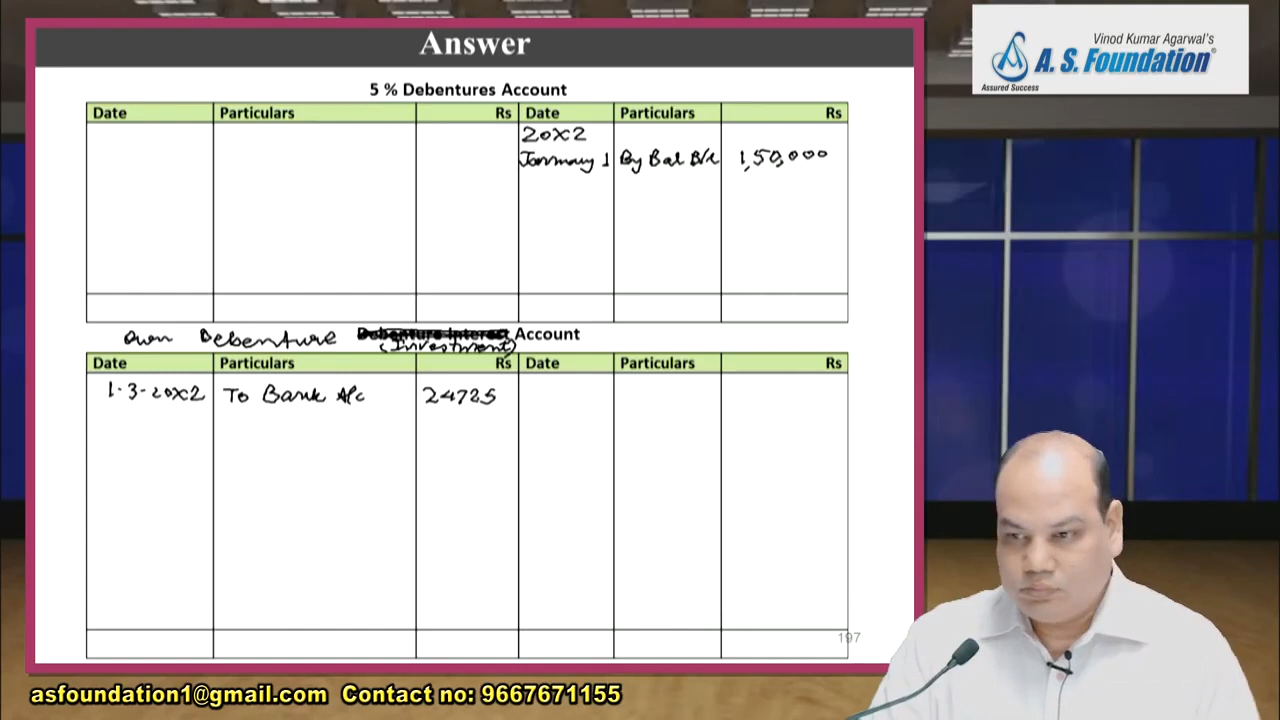 Answer
Vinod Kumar Agarwal's
A. S. Foundation®
Assured Success
5 % Debentures Account
Date Particulars Rs Date Particulars Rs
20X2
January 1 By Bal B/d 1,50,000
Own Debenture Debenture Interest Account
(Investment)
Date Particulars Rs Date Particulars Rs
1-3-20X2 To Bank A/c 24725
197
asfoundation1@gmail.com Contact no: 9667671155